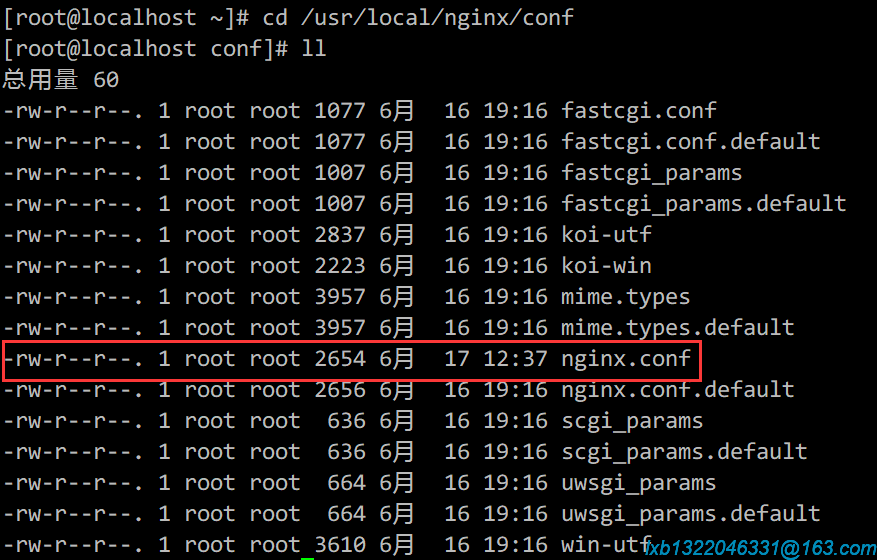 [root@localhost ~]# cd /usr/local/nginx/conf
[root@localhost conf]# ll
总用量 60
-rw-r--r--. 1 root root 1077 6月  16 19:16 fastcgi.conf
-rw-r--r--. 1 root root 1077 6月  16 19:16 fastcgi.conf.default
-rw-r--r--. 1 root root 1007 6月  16 19:16 fastcgi_params
-rw-r--r--. 1 root root 1007 6月  16 19:16 fastcgi_params.default
-rw-r--r--. 1 root root 2837 6月  16 19:16 koi-utf
-rw-r--r--. 1 root root 2223 6月  16 19:16 koi-win
-rw-r--r--. 1 root root 3957 6月  16 19:16 mime.types
-rw-r--r--. 1 root root 3957 6月  16 19:16 mime.types.default
-rw-r--r--. 1 root root 2654 6月  17 12:37 nginx.conf
-rw-r--r--. 1 root root 2656 6月  16 19:16 nginx.conf.default
-rw-r--r--. 1 root root  636 6月  16 19:16 scgi_params
-rw-r--r--. 1 root root  636 6月  16 19:16 scgi_params.default
-rw-r--r--. 1 root root  664 6月  16 19:16 uwsgi_params
-rw-r--r--. 1 root root  664 6月  16 19:16 uwsgi_params.default
-rw-r--r--. 1 root root 3610 6月  16 19:16 win-utf
lxb1322046331@163.com